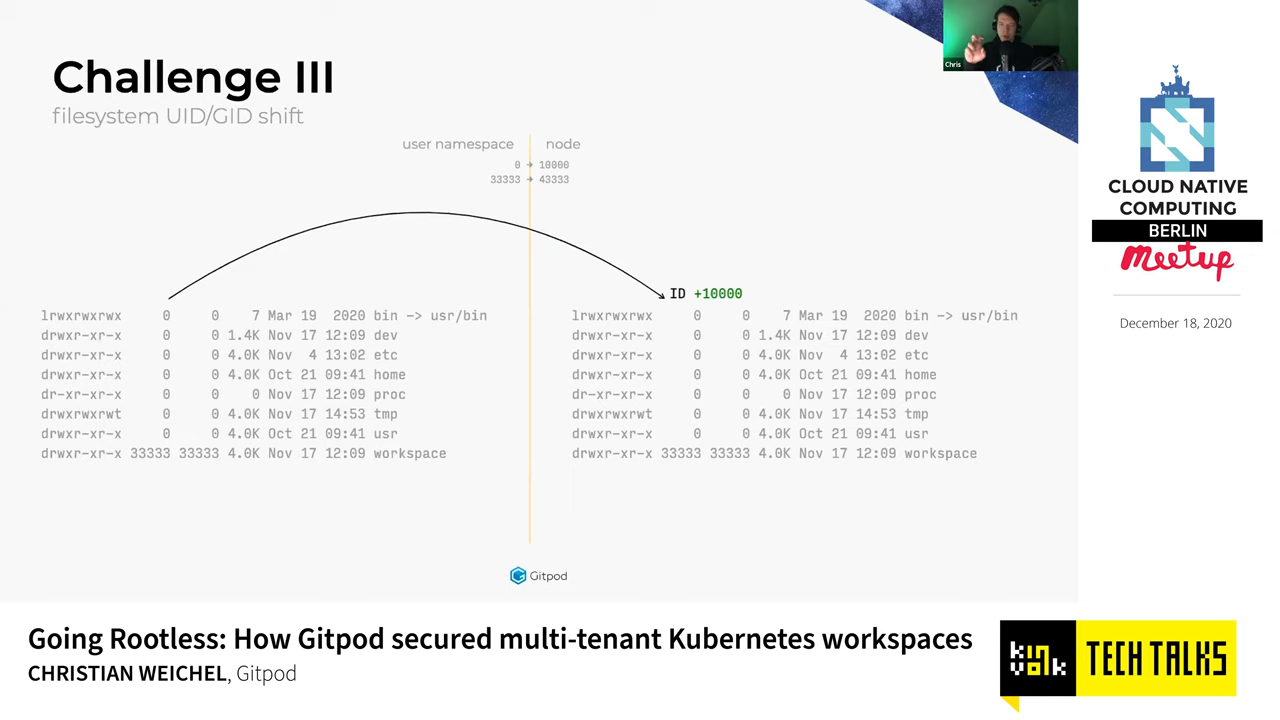 Challenge III
filesystem UID/GID shift
user namespace node
0 → 10000
33333 → 43333
ID +10000
lrwxrwxrwx 0 0 7 Mar 19 2020 bin -> usr/bin
drwxr-xr-x 0 0 1.4K Nov 17 12:09 dev
drwxr-xr-x 0 0 4.0K Nov 4 13:02 etc
drwxr-xr-x 0 0 4.0K Oct 21 09:41 home
dr-xr-xr-x 0 0 0 Nov 17 12:09 proc
drwxrwxrwt 0 0 4.0K Nov 17 14:53 tmp
drwxr-xr-x 0 0 4.0K Oct 21 09:41 usr
drwxr-xr-x 33333 33333 4.0K Nov 17 12:09 workspace
lrwxrwxrwx 0 0 7 Mar 19 2020 bin -> usr/bin
drwxr-xr-x 0 0 1.4K Nov 17 12:09 dev
drwxr-xr-x 0 0 4.0K Nov 4 13:02 etc
drwxr-xr-x 0 0 4.0K Oct 21 09:41 home
dr-xr-xr-x 0 0 0 Nov 17 12:09 proc
drwxrwxrwt 0 0 4.0K Nov 17 14:53 tmp
drwxr-xr-x 0 0 4.0K Oct 21 09:41 usr
drwxr-xr-x 33333 33333 4.0K Nov 17 12:09 workspace
Gitpod
Chris
CLOUD NATIVE
COMPUTING
BERLIN
Meetup
December 18, 2020
Going Rootless: How Gitpod secured multi-tenant Kubernetes workspaces
CHRISTIAN WEICHEL, Gitpod
kinvolk TECH TALKS